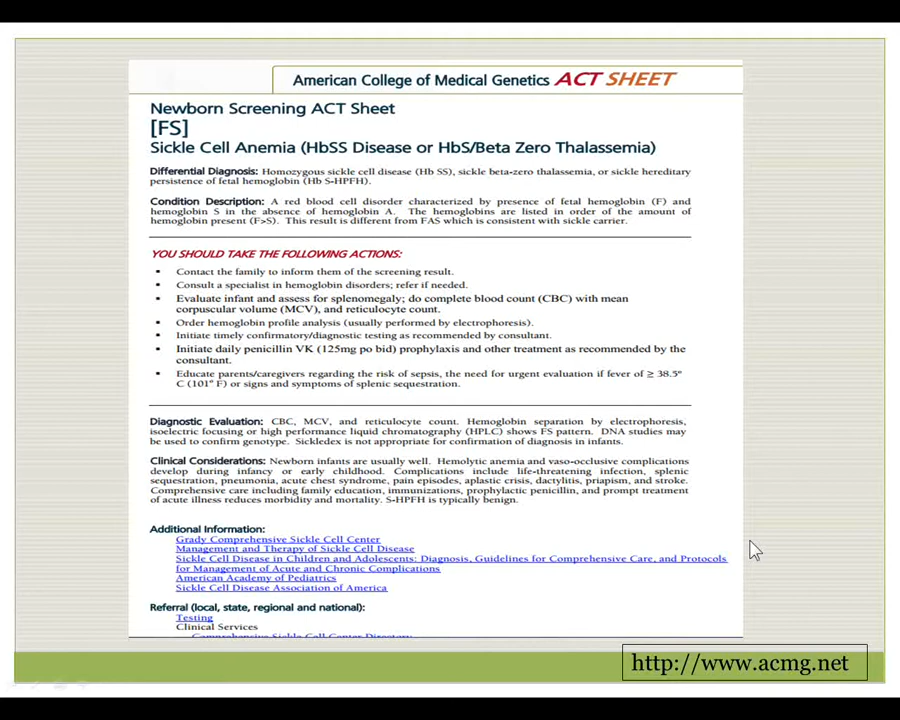 American College of Medical Genetics ACT SHEET
Newborn Screening ACT Sheet
[FS]
Sickle Cell Anemia (HbSS Disease or HbS/Beta Zero Thalassemia)
Differential Diagnosis: Homozygous sickle cell disease (Hb SS), sickle beta-zero thalassemia, or sickle hereditary
persistence of fetal hemoglobin (Hb S-HPFH).
Condition Description: A red blood cell disorder characterized by presence of fetal hemoglobin (F) and
hemoglobin S in the absence of hemoglobin A. The hemoglobins are listed in order of the amount of
hemoglobin present (F>S). This result is different from FAS which is consistent with sickle carrier.
YOU SHOULD TAKE THE FOLLOWING ACTIONS:
▪ Contact the family to inform them of the screening result.
▪ Consult a specialist in hemoglobin disorders; refer if needed.
▪ Evaluate infant and assess for splenomegaly; do complete blood count (CBC) with mean
corpuscular volume (MCV), and reticulocyte count.
▪ Order hemoglobin profile analysis (usually performed by electrophoresis).
▪ Initiate timely confirmatory/diagnostic testing as recommended by consultant.
▪ Initiate daily penicillin VK (125mg po bid) prophylaxis and other treatment as recommended by the
consultant.
▪ Educate parents/caregivers regarding the risk of sepsis, the need for urgent evaluation if fever of ≥ 38.5°
C (101° F) or signs and symptoms of splenic sequestration.
Diagnostic Evaluation: CBC, MCV, and reticulocyte count. Hemoglobin separation by electrophoresis,
isoelectric focusing or high performance liquid chromatography (HPLC) shows FS pattern. DNA studies may
be used to confirm genotype. Sickledex is not appropriate for confirmation of diagnosis in infants.
Clinical Considerations: Newborn infants are usually well. Hemolytic anemia and vaso-occlusive complications
develop during infancy or early childhood. Complications include life-threatening infection, splenic
sequestration, pneumonia, acute chest syndrome, pain episodes, aplastic crisis, dactylitis, priapism, and stroke.
Comprehensive care including family education, immunizations, prophylactic penicillin, and prompt treatment
of acute illness reduces morbidity and mortality. S-HPFH is typically benign.
Additional Information:
Grady Comprehensive Sickle Cell Center
Management and Therapy of Sickle Cell Disease
Sickle Cell Disease in Children and Adolescents: Diagnosis, Guidelines for Comprehensive Care, and Protocols
for Management of Acute and Chronic Complications
American Academy of Pediatrics
Sickle Cell Disease Association of America
Referral (local, state, regional and national):
Testing
Clinical Services
Comprehensive Sickle Cell Center Directory
http://www.acmg.net